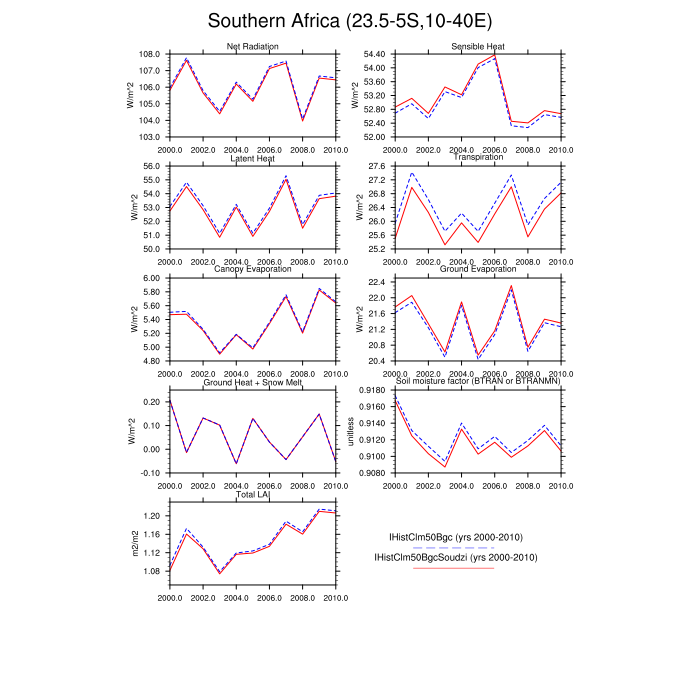 Southern Africa (23.5-5S,10-40E)
Net Radiation
108.0
107.0
106.0
105.0
104.0
103.0
W/m^2
2000.0 2002.0 2004.0 2006.0 2008.0 2010.0
Sensible Heat
54.40
54.00
53.60
53.20
52.80
52.40
52.00
W/m^2
2000.0 2002.0 2004.0 2006.0 2008.0 2010.0
Latent Heat
56.0
55.0
54.0
53.0
52.0
51.0
50.0
W/m^2
2000.0 2002.0 2004.0 2006.0 2008.0 2010.0
Transpiration
27.6
27.2
26.8
26.4
26.0
25.6
25.2
W/m^2
2000.0 2002.0 2004.0 2006.0 2008.0 2010.0
Canopy Evaporation
6.00
5.80
5.60
5.40
5.20
5.00
4.80
W/m^2
2000.0 2002.0 2004.0 2006.0 2008.0 2010.0
Ground Evaporation
22.4
22.0
21.6
21.2
20.8
20.4
W/m^2
2000.0 2002.0 2004.0 2006.0 2008.0 2010.0
Ground Heat + Snow Melt
0.20
0.10
0.00
-0.10
W/m^2
2000.0 2002.0 2004.0 2006.0 2008.0 2010.0
Soil moisture factor (BTRAN or BTRANMN)
0.9180
0.9160
0.9140
0.9120
0.9100
0.9080
unitless
2000.0 2002.0 2004.0 2006.0 2008.0 2010.0
Total LAI
1.20
1.16
1.12
1.08
m2/m2
2000.0 2002.0 2004.0 2006.0 2008.0 2010.0
IHistClm50Bgc (yrs 2000-2010)
IHistClm50BgcSoudzi (yrs 2000-2010)